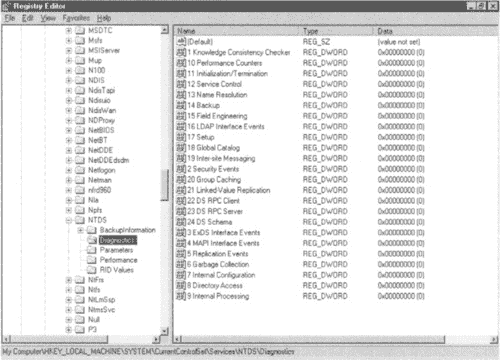 Registry Editor
File Edit View Favorites Help
MSDTC
Msfs
MSIServer
Mup
N100
NDIS
NdisTapi
Ndisuio
NdisWan
NDProxy
NetBIOS
NetBT
NetDDE
NetDDEdsdm
Netlogon
Netman
nfrd960
Nla
Npfs
NTDS
BackupInformation
Diagnostics
Parameters
Performance
RID Values
NtFrs
Ntfs
NtLmSsp
NtmsSvc
Null
P3
Name Type Data
(Default) REG_SZ (value not set)
1 Knowledge Consistency Checker REG_DWORD 0x00000000 (0)
10 Performance Counters REG_DWORD 0x00000000 (0)
11 Initialization/Termination REG_DWORD 0x00000000 (0)
12 Service Control REG_DWORD 0x00000000 (0)
13 Name Resolution REG_DWORD 0x00000000 (0)
14 Backup REG_DWORD 0x00000000 (0)
15 Field Engineering REG_DWORD 0x00000000 (0)
16 LDAP Interface Events REG_DWORD 0x00000000 (0)
17 Setup REG_DWORD 0x00000000 (0)
18 Global Catalog REG_DWORD 0x00000000 (0)
19 Inter-site Messaging REG_DWORD 0x00000000 (0)
2 Security Events REG_DWORD 0x00000000 (0)
20 Group Caching REG_DWORD 0x00000000 (0)
21 Linked-Value Replication REG_DWORD 0x00000000 (0)
22 DS RPC Client REG_DWORD 0x00000000 (0)
23 DS RPC Server REG_DWORD 0x00000000 (0)
24 DS Schema REG_DWORD 0x00000000 (0)
3 ExDS Interface Events REG_DWORD 0x00000000 (0)
4 MAPI Interface Events REG_DWORD 0x00000000 (0)
5 Replication Events REG_DWORD 0x00000000 (0)
6 Garbage Collection REG_DWORD 0x00000000 (0)
7 Internal Configuration REG_DWORD 0x00000000 (0)
8 Directory Access REG_DWORD 0x00000000 (0)
9 Internal Processing REG_DWORD 0x00000000 (0)
My Computer\HKEY_LOCAL_MACHINE\SYSTEM\CurrentControlSet\Services\NTDS\Diagnostics